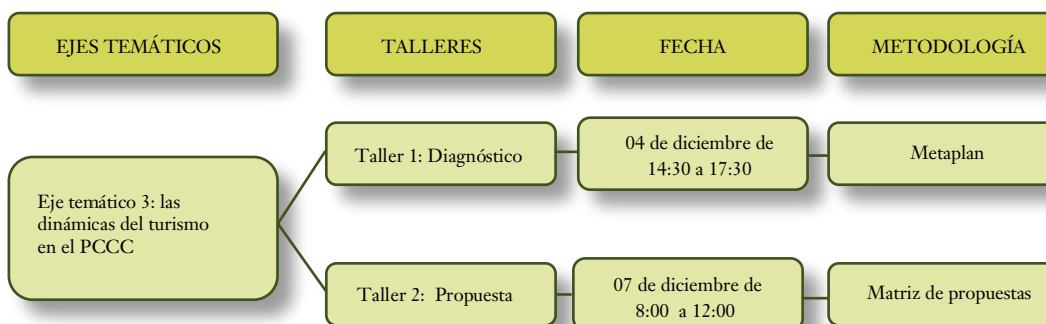 EJES TEMÁTICOS
TALLERES
FECHA
METODOLOGÍA
Eje temático 3: las
dinámicas del turismo
en el PCCC
Taller 1: Diagnóstico
04 de diciembre de
14:30 a 17:30
Metaplan
Taller 2: Propuesta
07 de diciembre de
8:00 a 12:00
Matriz de propuestas